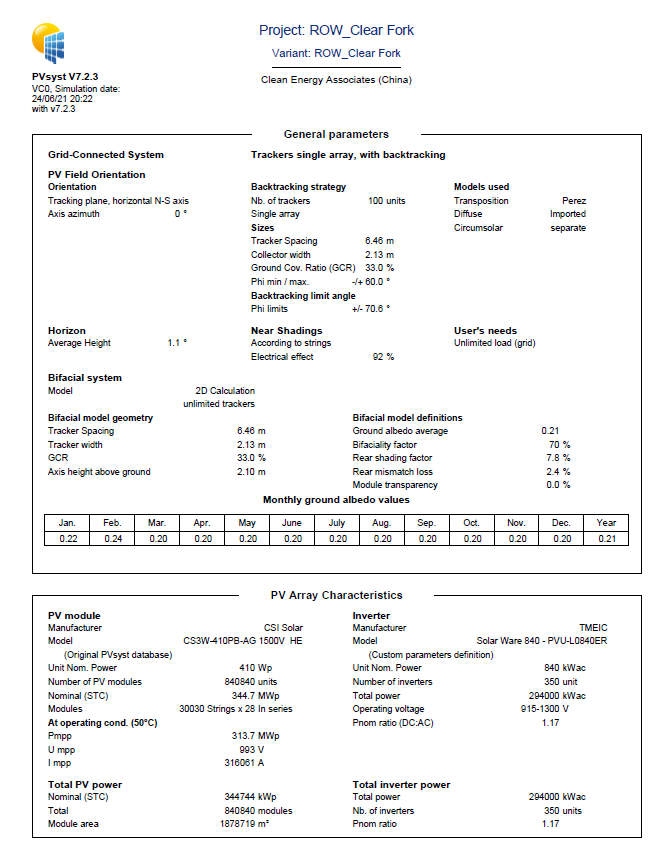 Project: ROW_Clear Fork
Variant: ROW_Clear Fork
PVsyst V7.2.3
VC0, Simulation date:
24/06/21 20:22
with v7.2.3
Clean Energy Associates (China)
General parameters
Grid-Connected System Trackers single array, with backtracking
PV Field Orientation
Orientation Backtracking strategy Models used
Tracking plane, horizontal N-S axis Nb. of trackers 100 units Transposition Perez
Axis azimuth 0 ° Single array Diffuse Imported
Sizes Circumsolar separate
Tracker Spacing 6.46 m
Collector width 2.13 m
Ground Cov. Ratio (GCR) 33.0 %
Phi min / max. -/+ 60.0 °
Backtracking limit angle
Phi limits +/- 70.6 °
Horizon Near Shadings User's needs
Average Height 1.1 ° According to strings Unlimited load (grid)
Electrical effect 92 %
Bifacial system
Model 2D Calculation
unlimited trackers
Bifacial model geometry Bifacial model definitions
Tracker Spacing 6.46 m Ground albedo average 0.21
Tracker width 2.13 m Bifaciality factor 70 %
GCR 33.0 % Rear shading factor 7.8 %
Axis height above ground 2.10 m Rear mismatch loss 2.4 %
Module transparency 0.0 %
Monthly ground albedo values
Jan. Feb. Mar. Apr. May June July Aug. Sep. Oct. Nov. Dec. Year
0.22 0.24 0.20 0.20 0.20 0.20 0.20 0.20 0.20 0.20 0.20 0.20 0.21
PV Array Characteristics
PV module Inverter
Manufacturer CSI Solar Manufacturer TMEIC
Model CS3W-410PB-AG 1500V HE Model Solar Ware 840 - PVU-L0840ER
(Original PVsyst database) (Custom parameters definition)
Unit Nom. Power 410 Wp Unit Nom. Power 840 kWac
Number of PV modules 840840 units Number of inverters 350 unit
Nominal (STC) 344.7 MWp Total power 294000 kWac
Modules 30030 Strings x 28 In series Operating voltage 915-1300 V
At operating cond. (50°C) Pnom ratio (DC:AC) 1.17
Pmpp 313.7 MWp
U mpp 993 V
I mpp 316061 A
Total PV power Total inverter power
Nominal (STC) 344744 kWp Total power 294000 kWac
Total 840840 modules Nb. of inverters 350 units
Module area 1878719 m² Pnom ratio 1.17